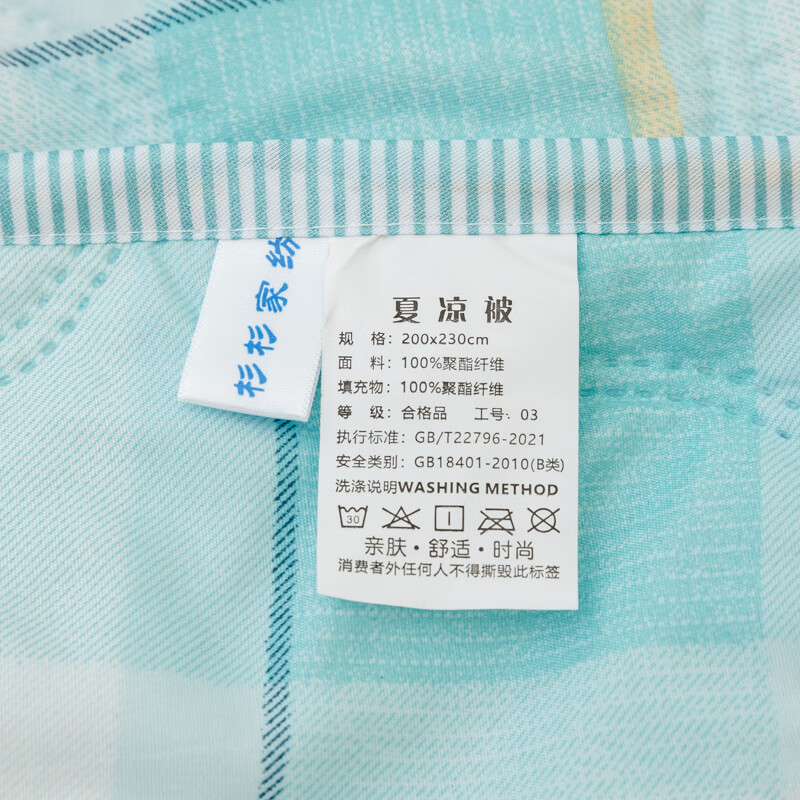 杉杉家纺
夏凉被
规 格: 200x230cm
面 料: 100%聚酯纤维
填充物: 100%聚酯纤维
等 级: 合格品 工号: 03
执行标准: GB/T22796-2021
安全类别: GB18401-2010(B类)
洗涤说明WASHING METHOD
30
亲肤·舒适·时尚
消费者外任何人不得撕毁此标签